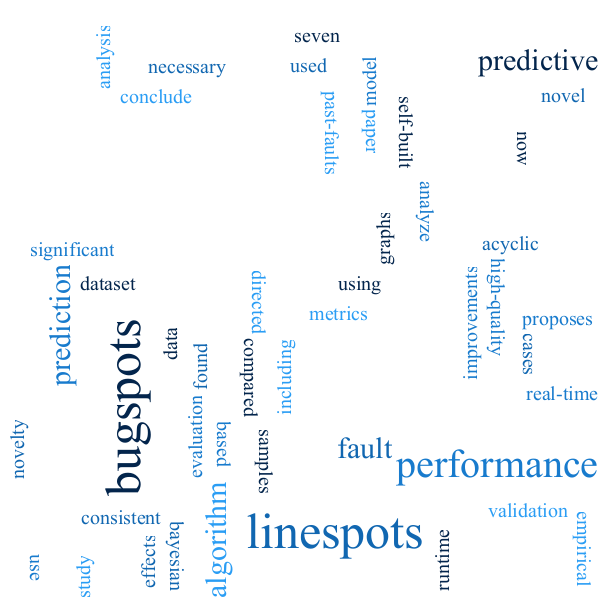 analysis
seven
predictive
necessary
used
model
conclude
past-faults
paper
self-built
novel
now
analyze
graphs
significant
acyclic
prediction
dataset
directed
using
improvements
high-quality
metrics
proposes
bugspots
data
found
compared
including
cases
real-time
novelty
evaluation
based
samples
fault
performance
consistent
algorithm
linespots
validation
empirical
use
study
effects
bayesian
runtime